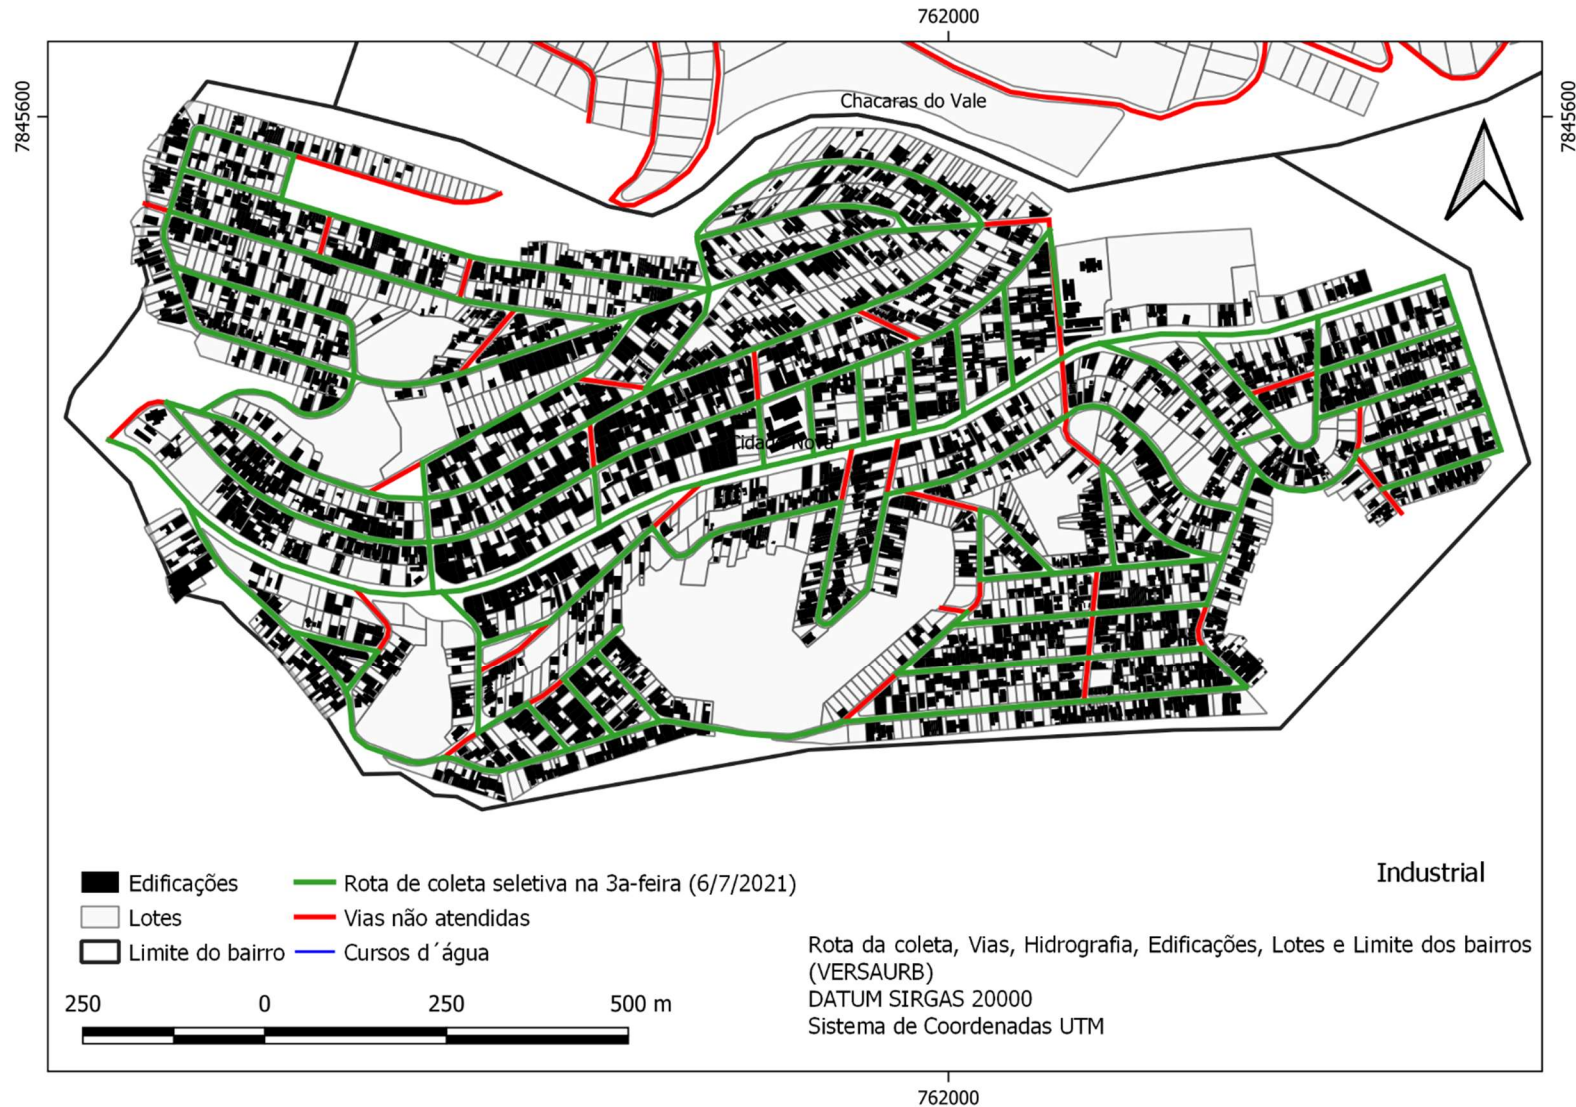 762000
7845600
7845600
Chacaras do Vale
Cidade Nova
Industrial
Edificações
Lotes
Limite do bairro
Rota de coleta seletiva na 3a-feira (6/7/2021)
Vias não atendidas
Cursos d´água
250 0 250 500 m
Rota da coleta, Vias, Hidrografia, Edificações, Lotes e Limite dos bairros
(VERSAURB)
DATUM SIRGAS 20000
Sistema de Coordenadas UTM
762000